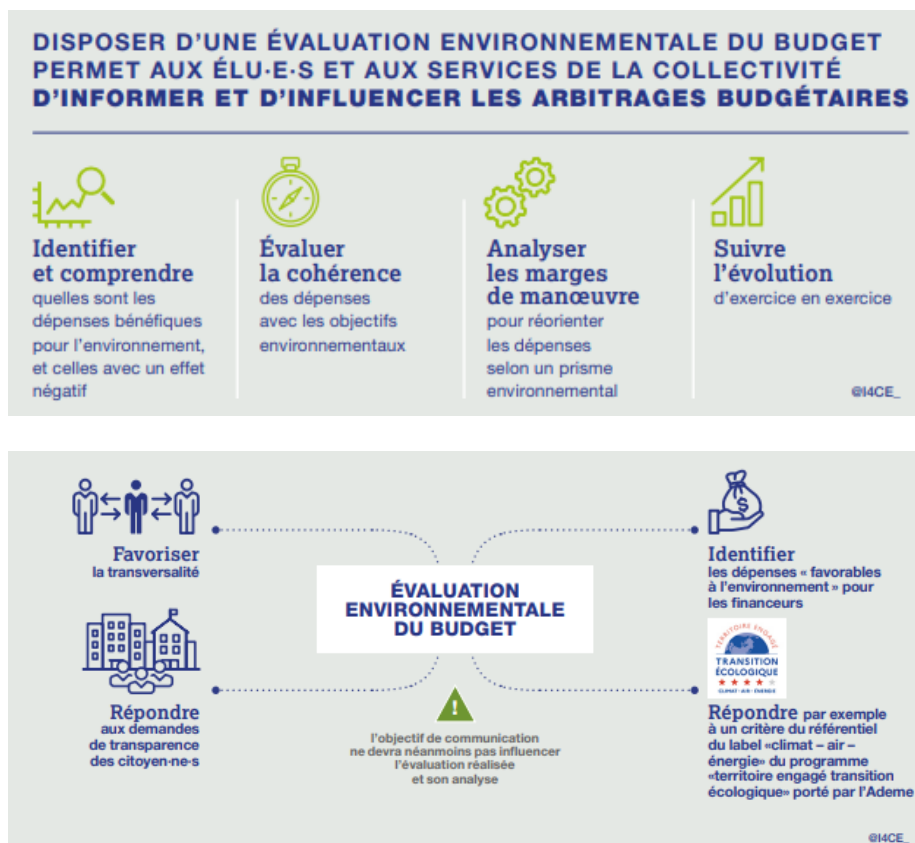 DISPOSER D'UNE ÉVALUATION ENVIRONNEMENTALE DU BUDGET
PERMET AUX ÉLU·E·S ET AUX SERVICES DE LA COLLECTIVITÉ
D'INFORMER ET D'INFLUENCER LES ARBITRAGES BUDGÉTAIRES
Identifier
et comprendre
quelles sont les
dépenses bénéfiques
pour l'environnement,
et celles avec un effet
négatif
Évaluer
la cohérence
des dépenses
avec les objectifs
environnementaux
Analyser
les marges
de manœuvre
pour réorienter
les dépenses
selon un prisme
environnemental
Suivre
l'évolution
d'exercice en exercice
@I4CE_
Favoriser
la transversalité
Répondre
aux demandes
de transparence
des citoyen·ne·s
ÉVALUATION
ENVIRONNEMENTALE
DU BUDGET
!
l'objectif de communication
ne devra néanmoins pas influencer
l'évaluation réalisée
et son analyse
$
Identifier
les dépenses « favorables
à l'environnement » pour
les financeurs
TERRITOIRE ENGAGÉ
TRANSITION
ÉCOLOGIQUE
CLIMAT - AIR - ÉNERGIE
Répondre par exemple
à un critère du référentiel
du label «climat – air –
énergie» du programme
«territoire engagé transition
écologique» porté par l'Ademe
@I4CE_